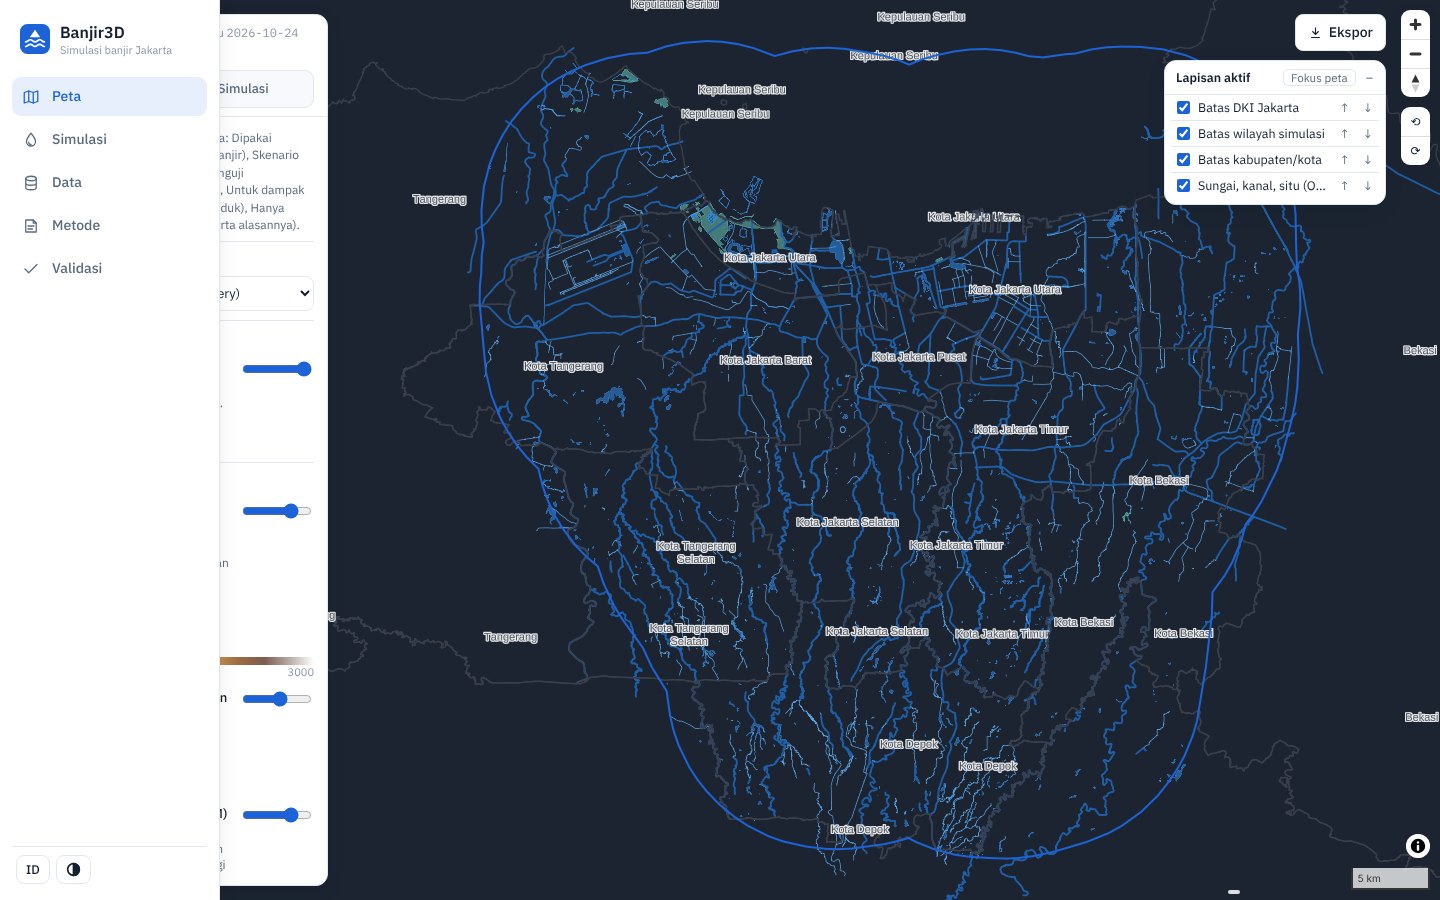 Banjir3D
Simulasi banjir Jakarta
Peta
Simulasi
Data
Metode
Validasi
ID
2026-10-24
Simulasi
a: Dipakai
anjir), Skenario
nguji
, Untuk dampak
duk), Hanya
rta alasannya).
ery)
an
3000
n
Ekspor
Lapisan aktif
Fokus peta
Batas DKI Jakarta
Batas wilayah simulasi
Batas kabupaten/kota
Sungai, kanal, situ (O...
Kepulauan Seribu
Kepulauan Seribu
Kepulauan Seribu
Kepulauan Seribu
Kepulauan Seribu
Tangerang
Kota Jakarta Utara
Kota Jakarta Utara
Kota Jakarta Utara
Bekasi
Kota Tangerang
Kota Jakarta Barat
Kota Jakarta Pusat
Kota Jakarta Timur
Kota Bekasi
Kota Jakarta Selatan
Kota Tangerang
Selatan
Kota Jakarta Timur
Tangerang
Kota Tangerang
Selatan
Kota Jakarta Selatan
Kota Jakarta Timur
Kota Bekasi
Kota Bekasi
Bekasi
Kota Depok
Kota Depok
Kota Depok
5 km